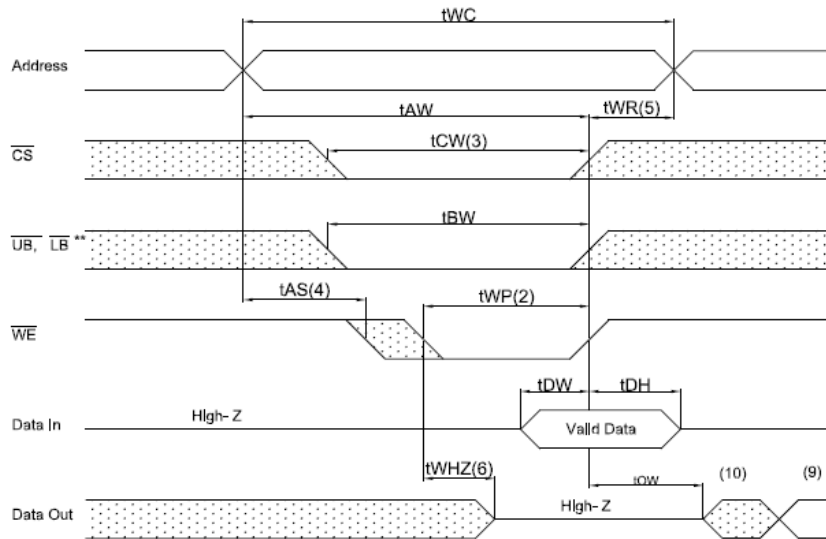 tWC
Address
tAW
tWR(5)
tCW(3)
CS
tBW
UB, LB **
tAS(4)
tWP(2)
WE
tDW
tDH
HIgh-Z
Data In
ValId Data
tWHZ(6)
tOW
(10)
(9)
HIgh-Z
Data Out